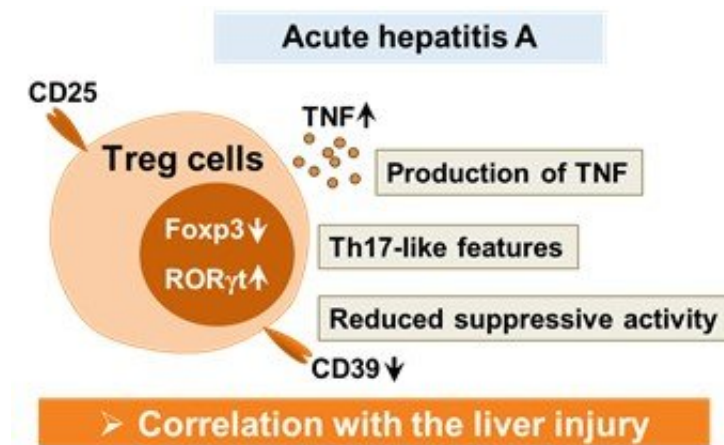 Acute hepatitis A
CD25
TNF↑
Treg cells
Production of TNF
Foxp3↓
Th17-like features
RORγt↑
Reduced suppressive activity
CD39↓
➢ Correlation with the liver injury